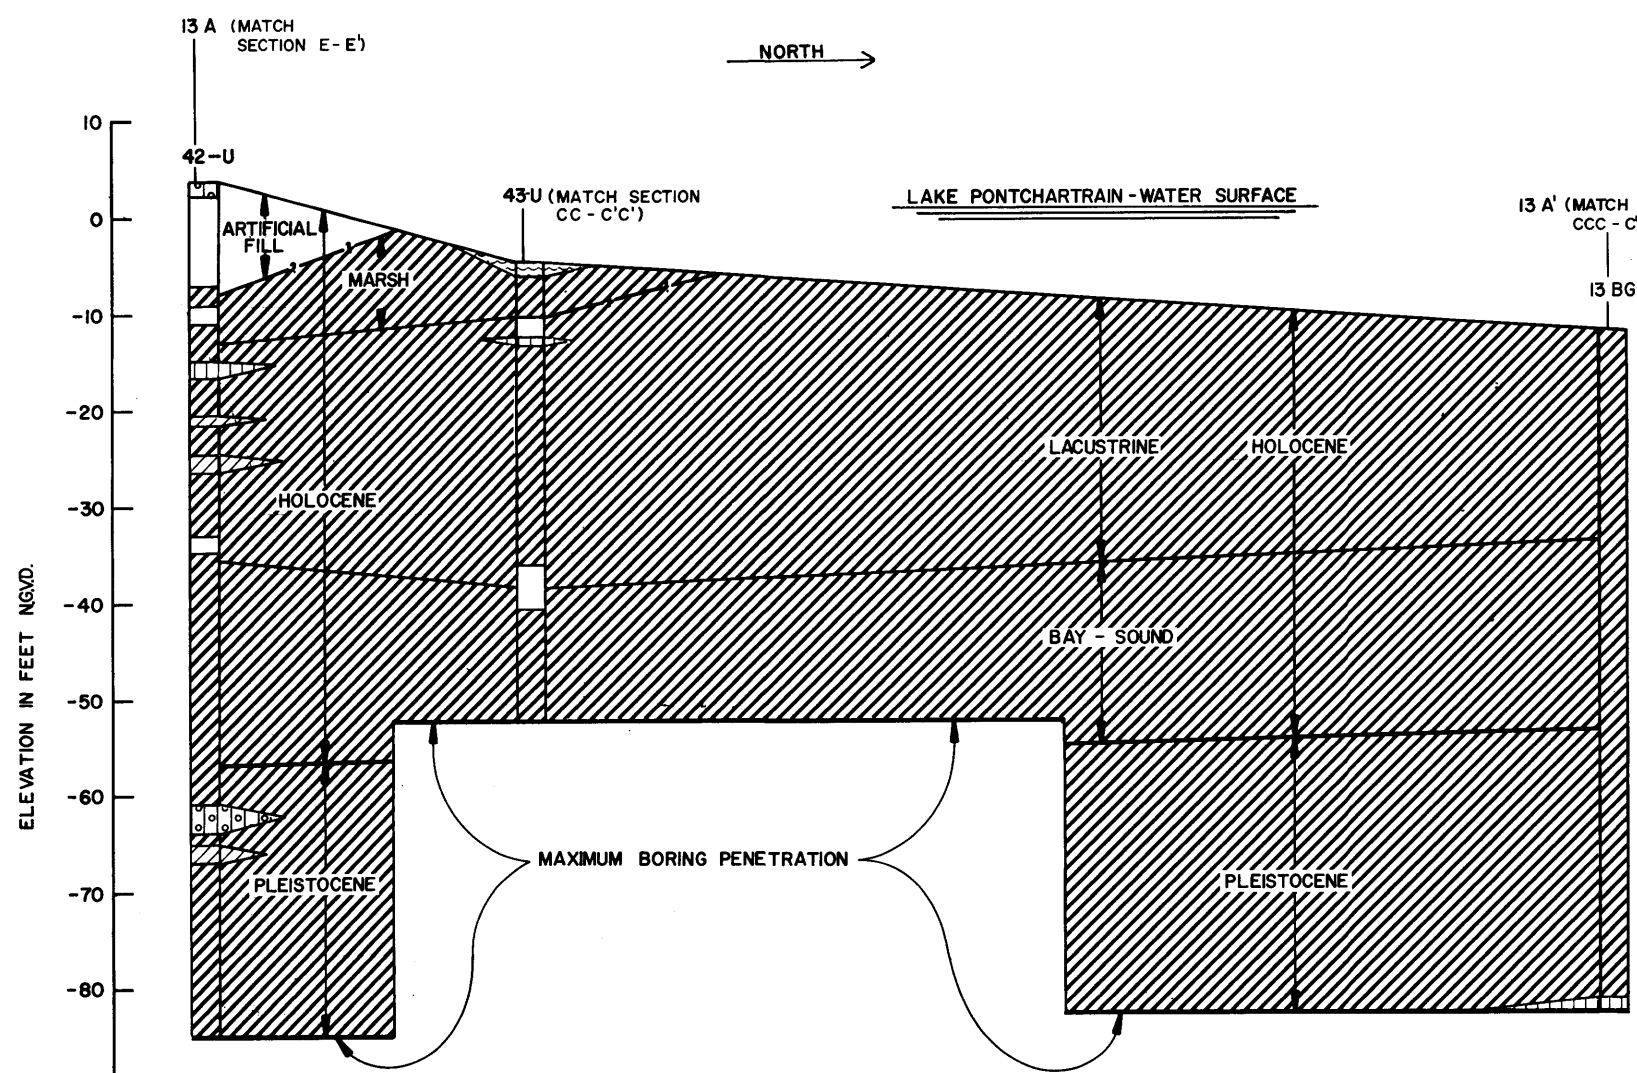 13 A (MATCH
SECTION E-E')
NORTH
10
42-U
43-U (MATCH SECTION
CC-C'C')
LAKE PONTCHARTRAIN-WATER SURFACE
13 A' (MATCH
CCC-C'
0
ARTIFICIAL
FILL
MARSH
13 BG
-10
-20
LACUSTRINE
HOLOCENE
-30
HOLOCENE
ELEVATION IN FEET N.G.V.D.
-40
BAY - SOUND
-50
-60
MAXIMUM BORING PENETRATION
-70
PLEISTOCENE
PLEISTOCENE
-80